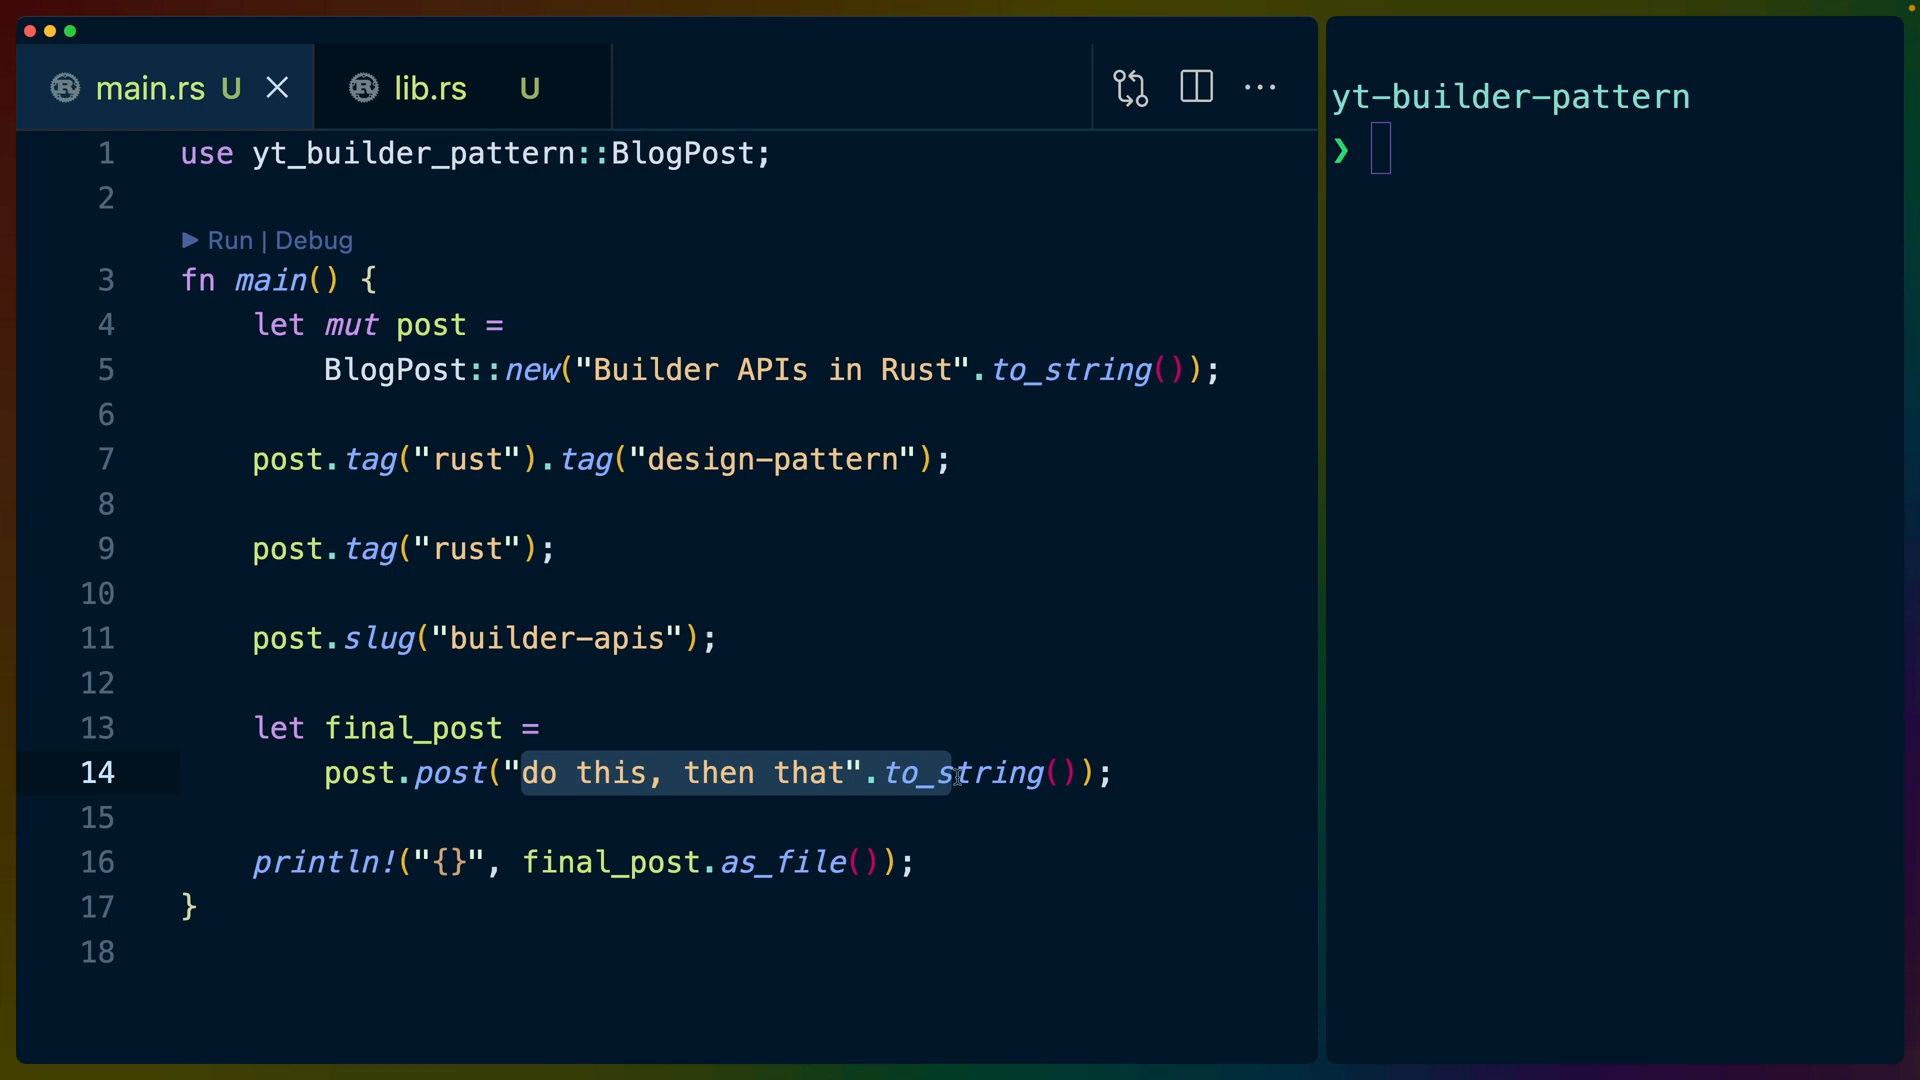 main.rs U
lib.rs U
1 use yt_builder_pattern::BlogPost;
2
Run | Debug
3 fn main() {
4 let mut post =
5 BlogPost::new("Builder APIs in Rust".to_string());
6
7 post.tag("rust").tag("design-pattern");
8
9 post.tag("rust");
10
11 post.slug("builder-apis");
12
13 let final_post =
14 post.post("do this, then that".to_string());
15
16 println!("{}", final_post.as_file());
17 }
18
yt-builder-pattern
❯